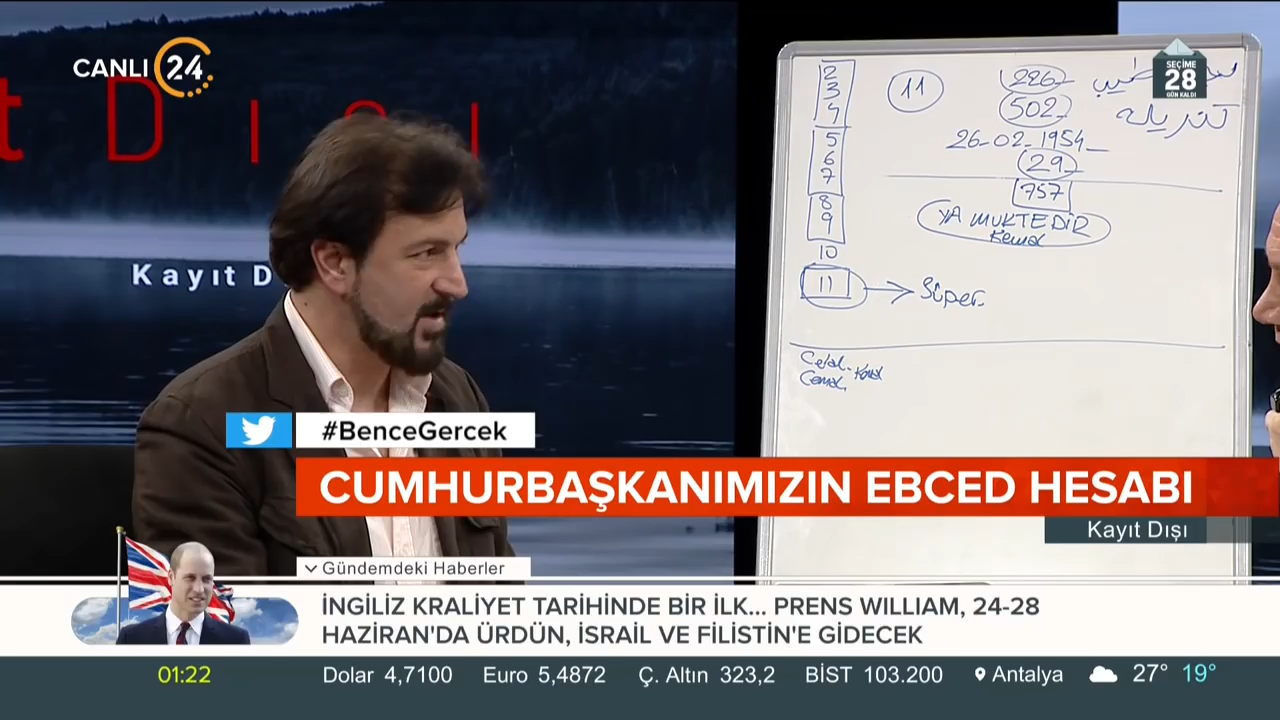 CANLI 24
t Dışı
Kayıt D
SEÇİME
28
GÜN KALDI
2
3
4
5
6
7
8
9
10
11
Süper
11
226
طيب
502
26-02-1954
29
757
YA MUKTEDİR
Kemal
Celal
Cemal
#BenceGercek
CUMHURBAŞKANIMIZIN EBCED HESABI
Kayıt Dışı
Gündemdeki Haberler
İNGİLİZ KRALİYET TARİHİNDE BİR İLK... PRENS WILLIAM, 24-28
HAZİRAN'DA ÜRDÜN, İSRAİL VE FİLİSTİN'E GİDECEK
01:22 Dolar 4,7100 Euro 5,4872 Ç. Altın 323,2 BİST 103.200 Antalya 27° 19°